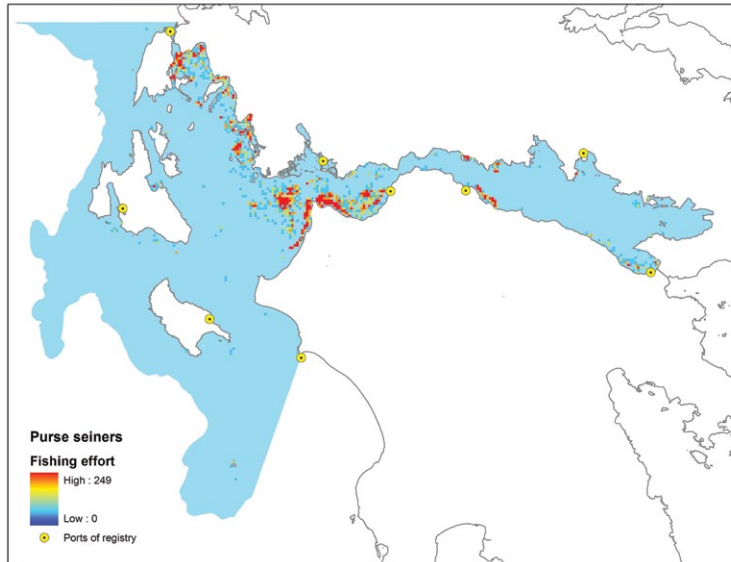 Purse seiners
Fishing effort
High : 249
Low : 0
Ports of registry